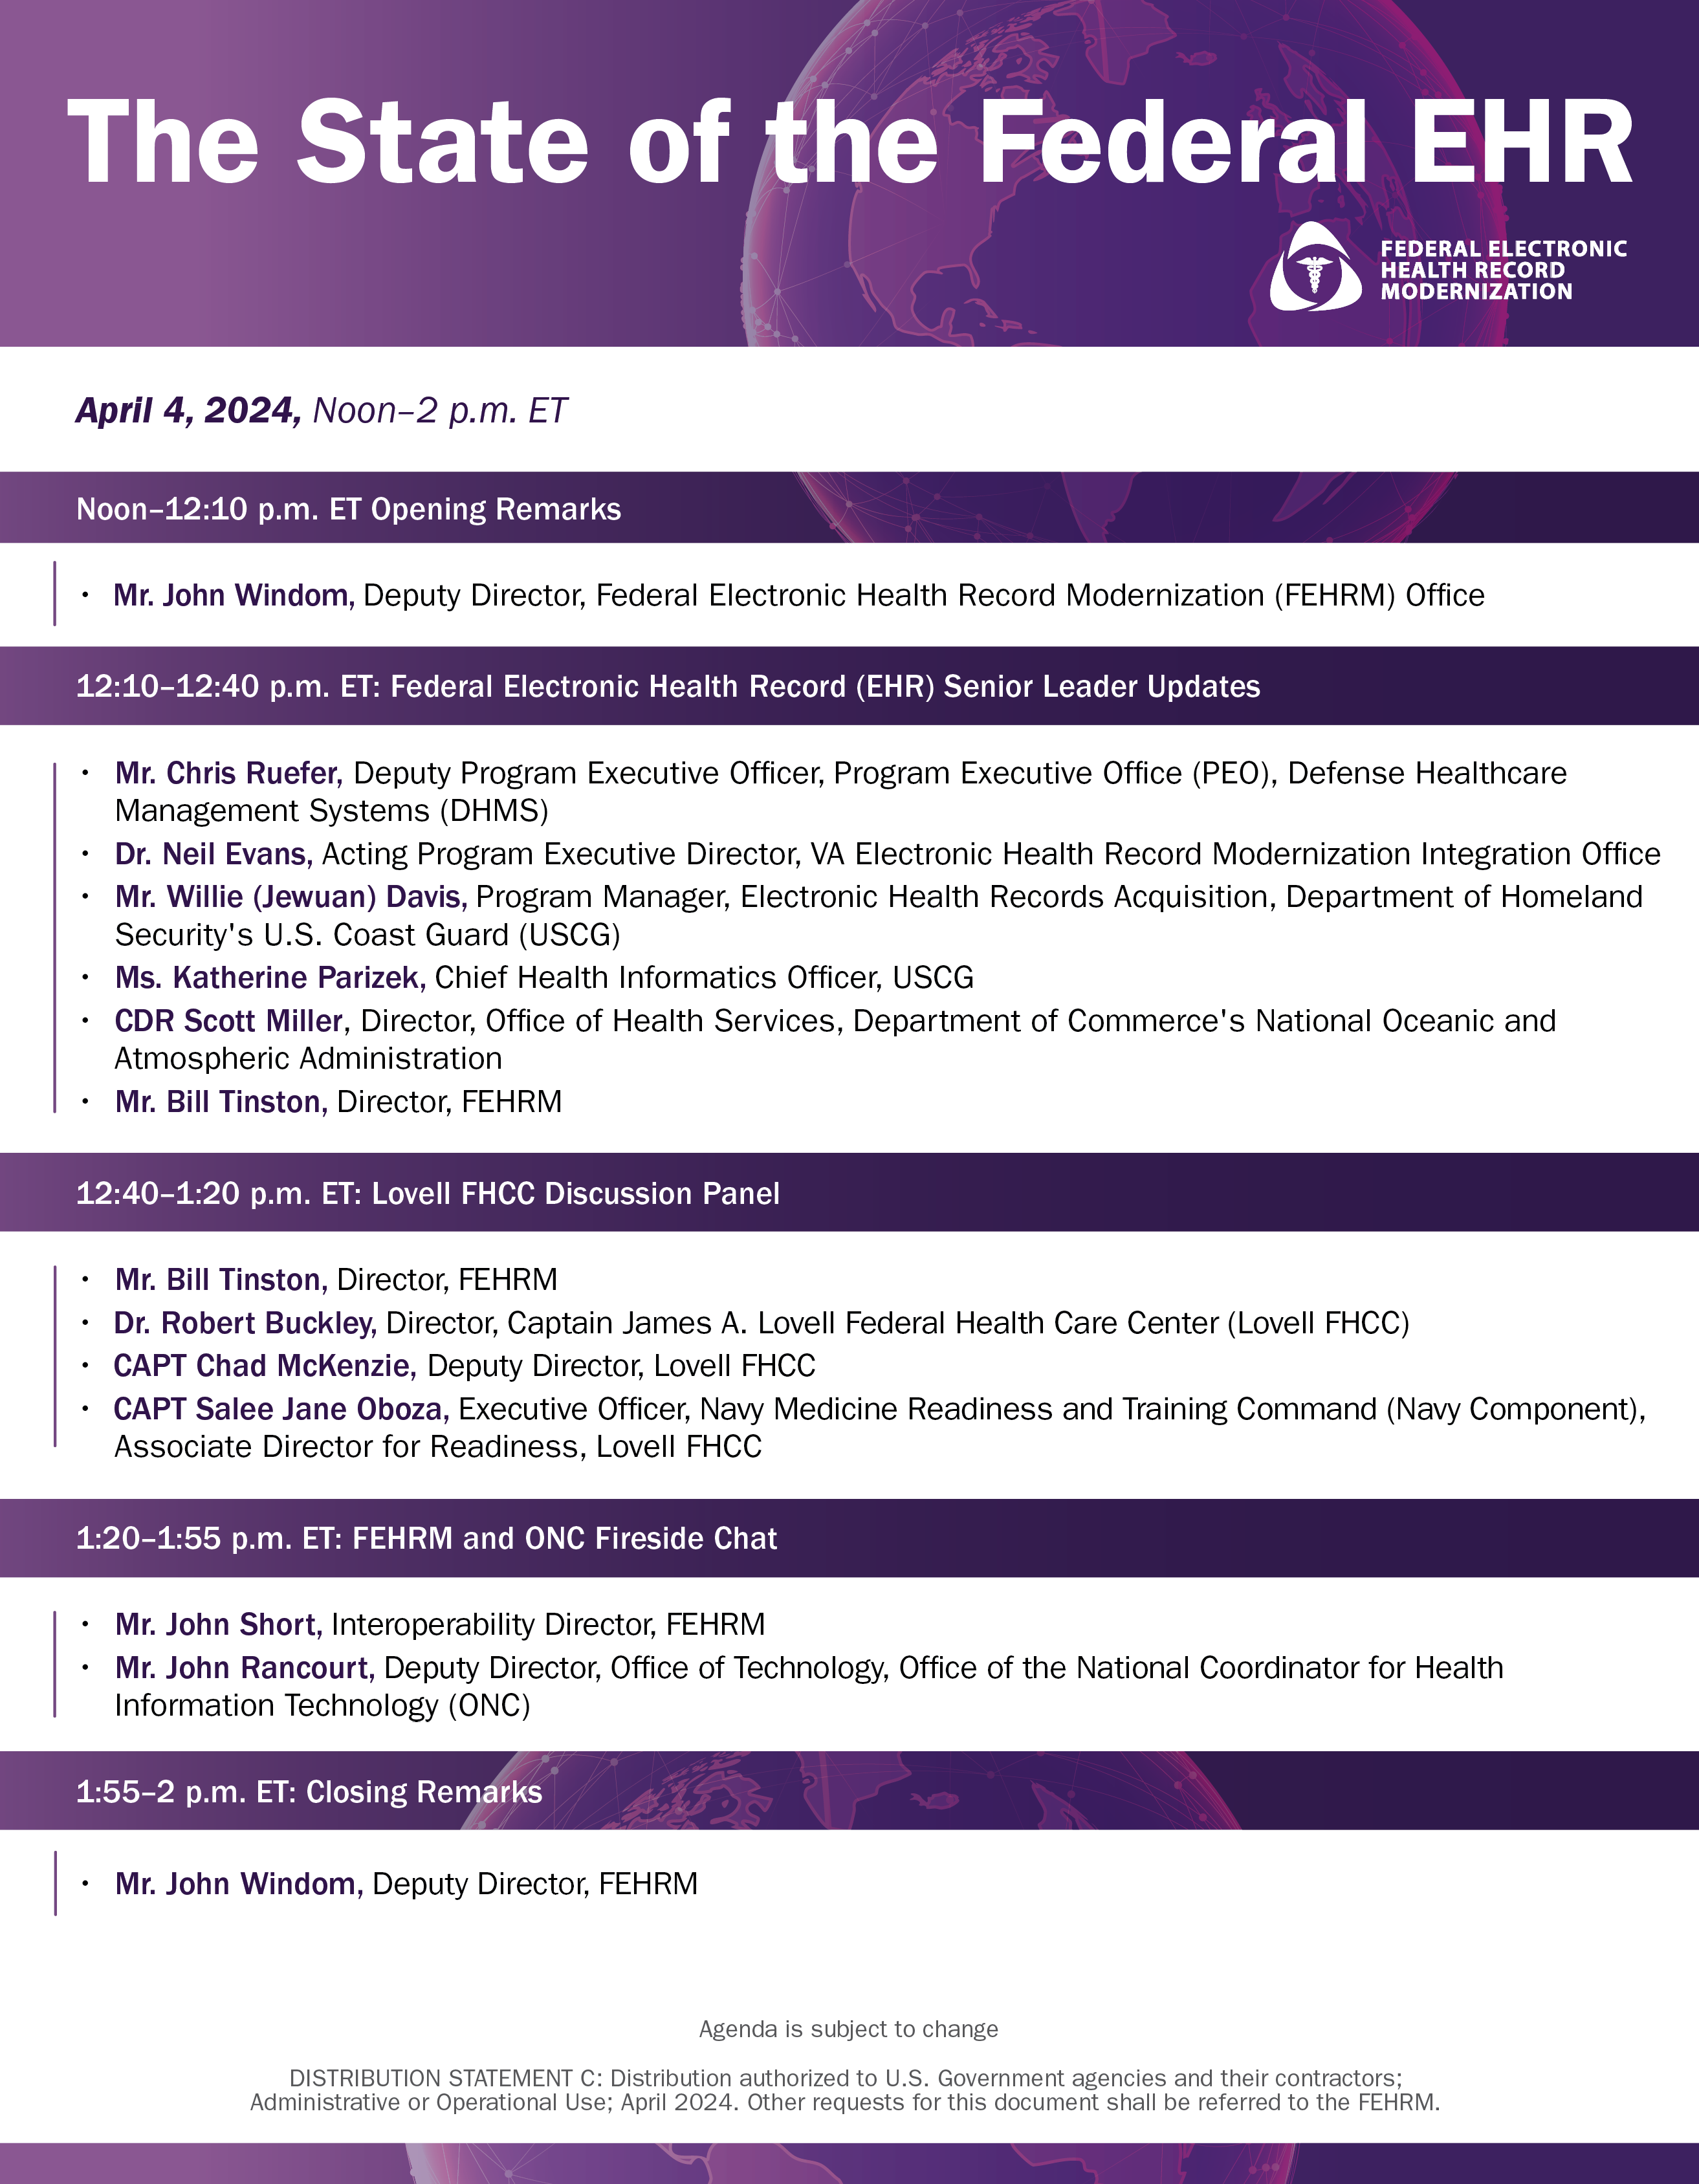 The State of the Federal EHR
FEDERAL ELECTRONIC
HEALTH RECORD
MODERNIZATION
April 4, 2024, Noon–2 p.m. ET
Noon–12:10 p.m. ET Opening Remarks
• Mr. John Windom, Deputy Director, Federal Electronic Health Record Modernization (FEHRM) Office
12:10–12:40 p.m. ET: Federal Electronic Health Record (EHR) Senior Leader Updates
• Mr. Chris Ruefer, Deputy Program Executive Officer, Program Executive Office (PEO), Defense Healthcare
Management Systems (DHMS)
• Dr. Neil Evans, Acting Program Executive Director, VA Electronic Health Record Modernization Integration Office
• Mr. Willie (Jewuan) Davis, Program Manager, Electronic Health Records Acquisition, Department of Homeland
Security's U.S. Coast Guard (USCG)
• Ms. Katherine Parizek, Chief Health Informatics Officer, USCG
• CDR Scott Miller, Director, Office of Health Services, Department of Commerce's National Oceanic and
Atmospheric Administration
• Mr. Bill Tinston, Director, FEHRM
12:40–1:20 p.m. ET: Lovell FHCC Discussion Panel
• Mr. Bill Tinston, Director, FEHRM
• Dr. Robert Buckley, Director, Captain James A. Lovell Federal Health Care Center (Lovell FHCC)
• CAPT Chad McKenzie, Deputy Director, Lovell FHCC
• CAPT Salee Jane Oboza, Executive Officer, Navy Medicine Readiness and Training Command (Navy Component),
Associate Director for Readiness, Lovell FHCC
1:20–1:55 p.m. ET: FEHRM and ONC Fireside Chat
• Mr. John Short, Interoperability Director, FEHRM
• Mr. John Rancourt, Deputy Director, Office of Technology, Office of the National Coordinator for Health
Information Technology (ONC)
1:55–2 p.m. ET: Closing Remarks
• Mr. John Windom, Deputy Director, FEHRM
Agenda is subject to change
DISTRIBUTION STATEMENT C: Distribution authorized to U.S. Government agencies and their contractors;
Administrative or Operational Use; April 2024. Other requests for this document shall be referred to the FEHRM.